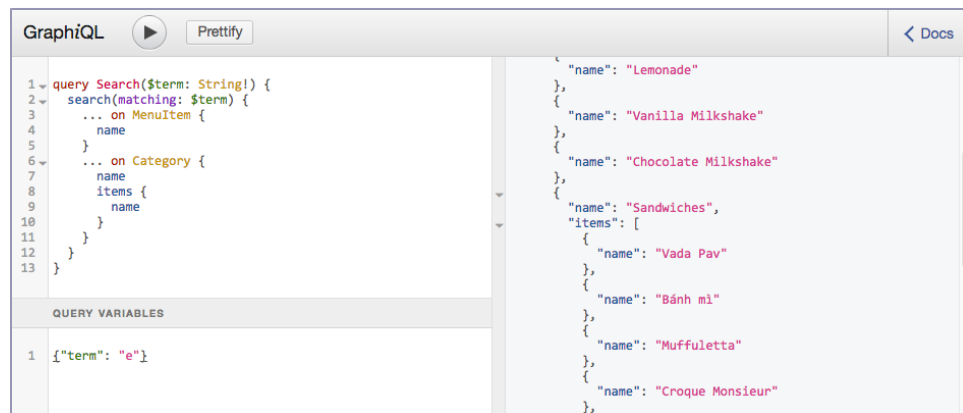 GraphiQL
Prettify
Docs
1 query Search($term: String!) {
2 search(matching: $term) {
3 ... on MenuItem {
4 name
5 }
6 ... on Category {
7 name
8 items {
9 name
10 }
11 }
12 }
13 }
QUERY VARIABLES
1 {"term": "e"}
"name": "Lemonade"
},
{
"name": "Vanilla Milkshake"
},
{
"name": "Chocolate Milkshake"
},
{
"name": "Sandwiches",
"items": [
{
"name": "Vada Pav"
},
{
"name": "Bánh mì"
},
{
"name": "Muffuletta"
},
{
"name": "Croque Monsieur"
},